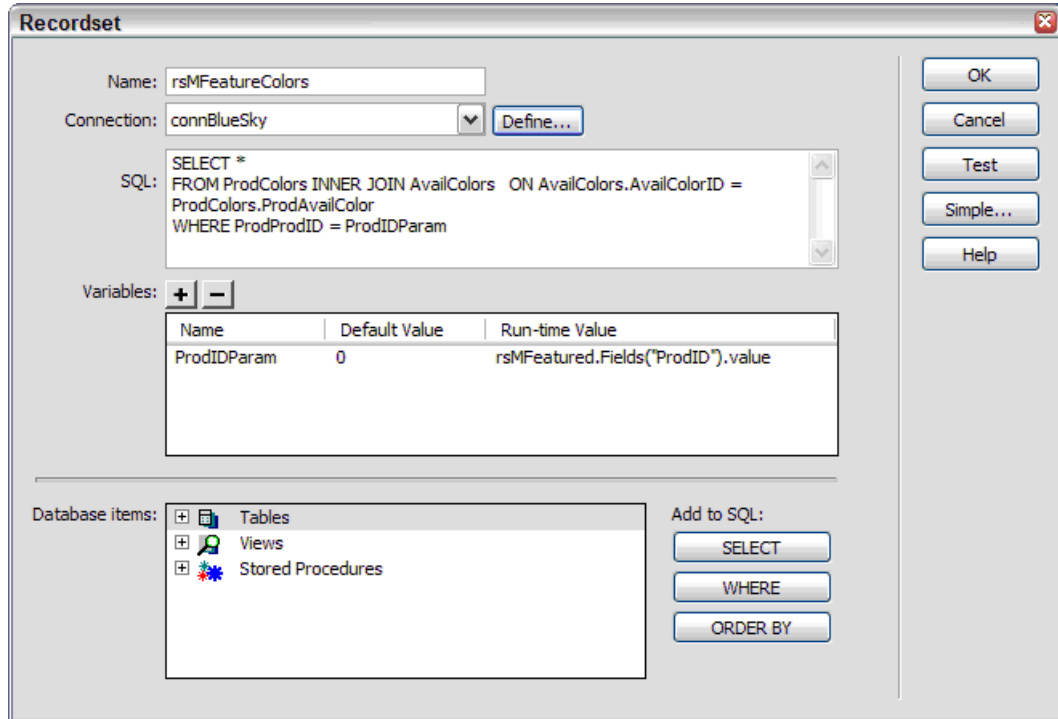 Recordset
Name: rsMFeatureColors
Connection: connBlueSky Define...
SQL: SELECT *
FROM ProdColors INNER JOIN AvailColors ON AvailColors.AvailColorID =
ProdColors.ProdAvailColor
WHERE ProdProdID = ProdIDParam
Variables: + −
Name Default Value Run-time Value
ProdIDParam 0 rsMFeatured.Fields("ProdID").value
Database items:
Tables
Views
Stored Procedures
Add to SQL:
SELECT
WHERE
ORDER BY
OK
Cancel
Test
Simple...
Help